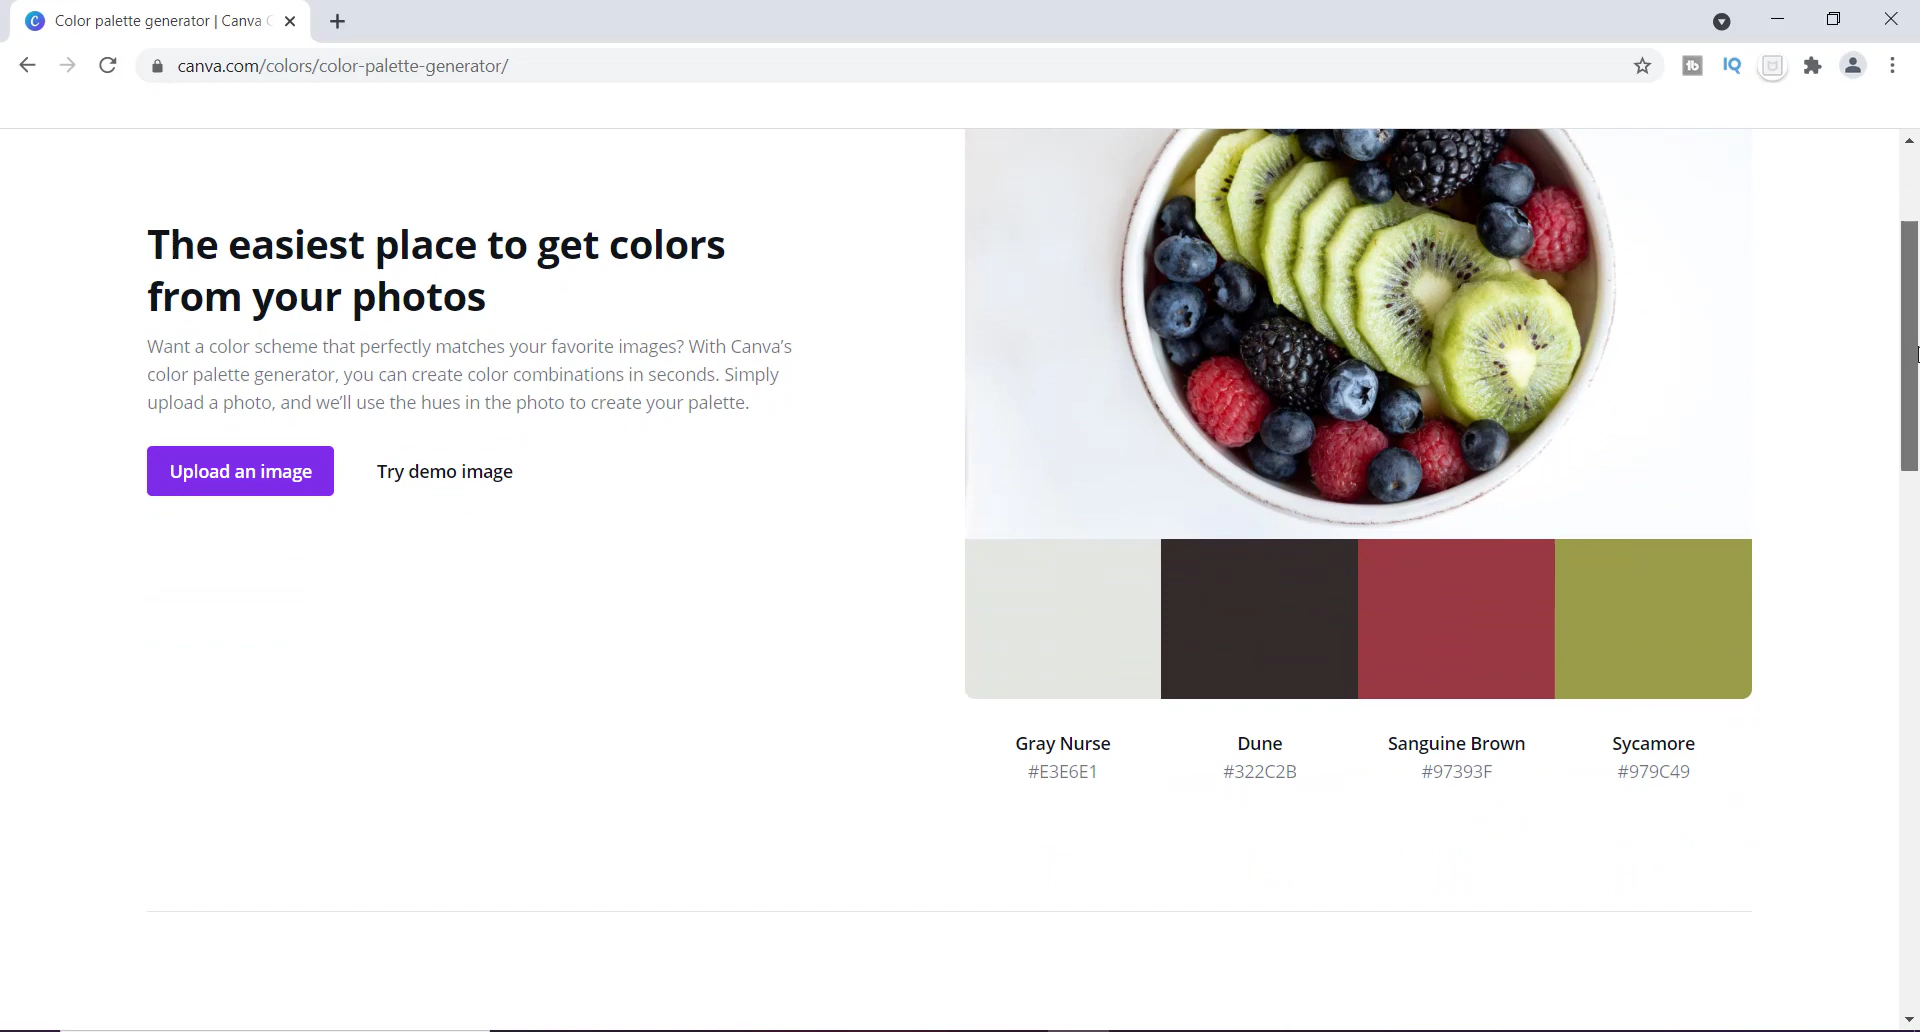 Color palette generator | Canva
canva.com/colors/color-palette-generator/
The easiest place to get colors
from your photos
Want a color scheme that perfectly matches your favorite images? With Canva’s
color palette generator, you can create color combinations in seconds. Simply
upload a photo, and we’ll use the hues in the photo to create your palette.
Upload an image
Try demo image
Gray Nurse
Dune
Sanguine Brown
Sycamore
#E3E6E1
#322C2B
#97393F
#979C49
tb
IQ